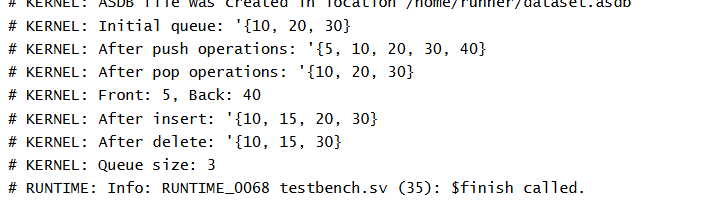 # KERNEL: ASDB file was created in location /home/runner/dataset.asdb
# KERNEL: Initial queue: '{10, 20, 30}
# KERNEL: After push operations: '{5, 10, 20, 30, 40}
# KERNEL: After pop operations: '{10, 20, 30}
# KERNEL: Front: 5, Back: 40
# KERNEL: After insert: '{10, 15, 20, 30}
# KERNEL: After delete: '{10, 15, 30}
# KERNEL: Queue size: 3
# RUNTIME: Info: RUNTIME_0068 testbench.sv (35): $finish called.